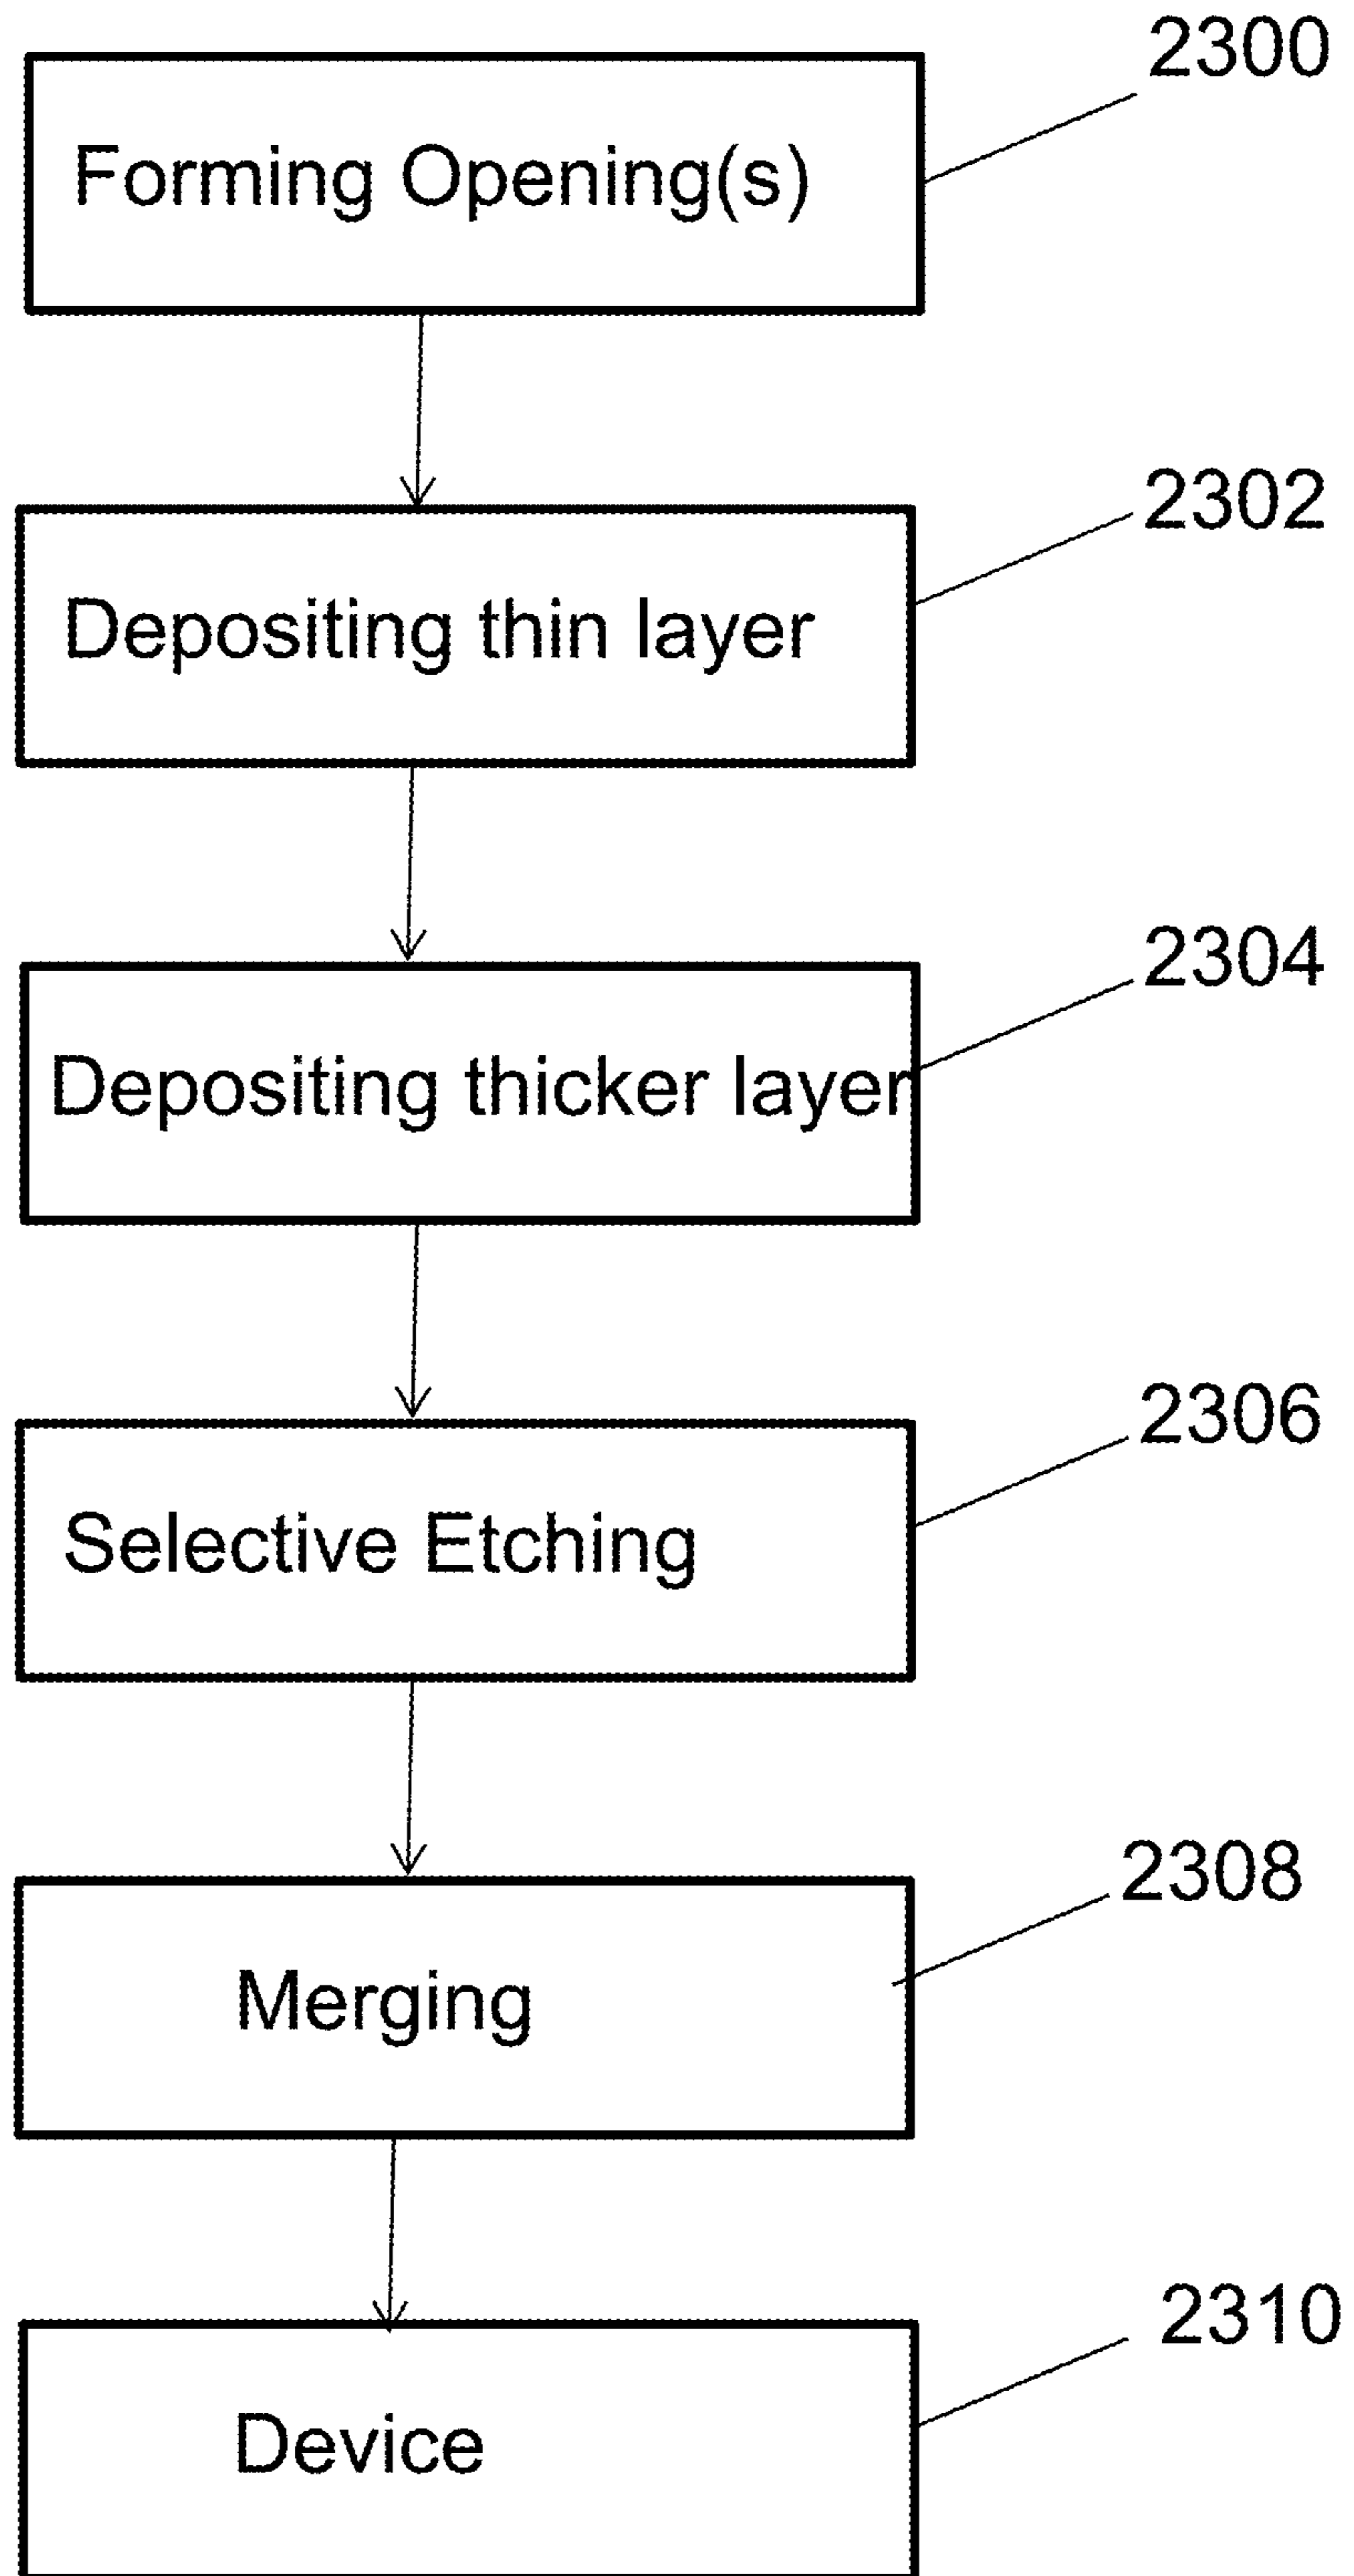 2300
Forming Opening(s)
2302
Depositing thin layer
2304
Depositing thicker layer
2306
Selective Etching
2308
Merging
2310
Device